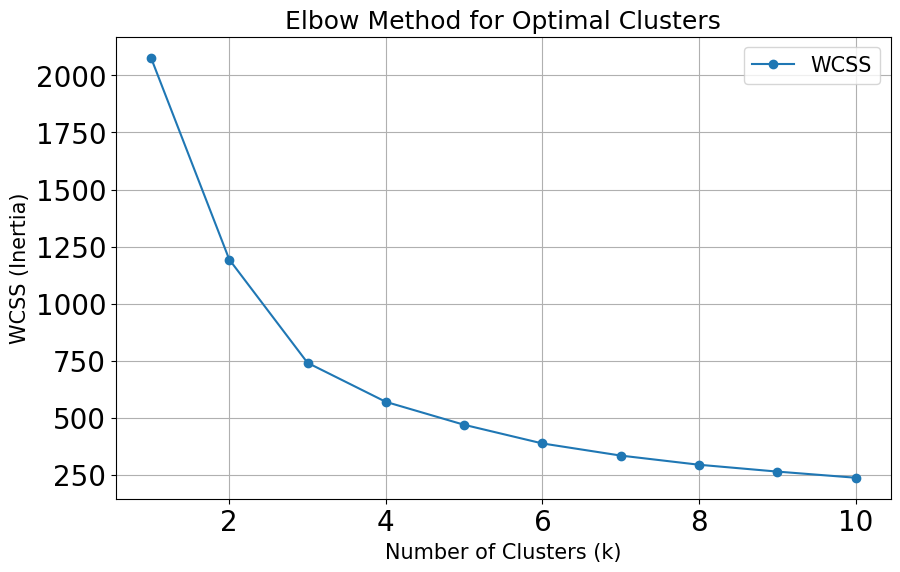 Elbow Method for Optimal Clusters
WCSS
2000
1750
1500
1250
1000
750
500
250
WCSS (Inertia)
2 4 6 8 10
Number of Clusters (k)